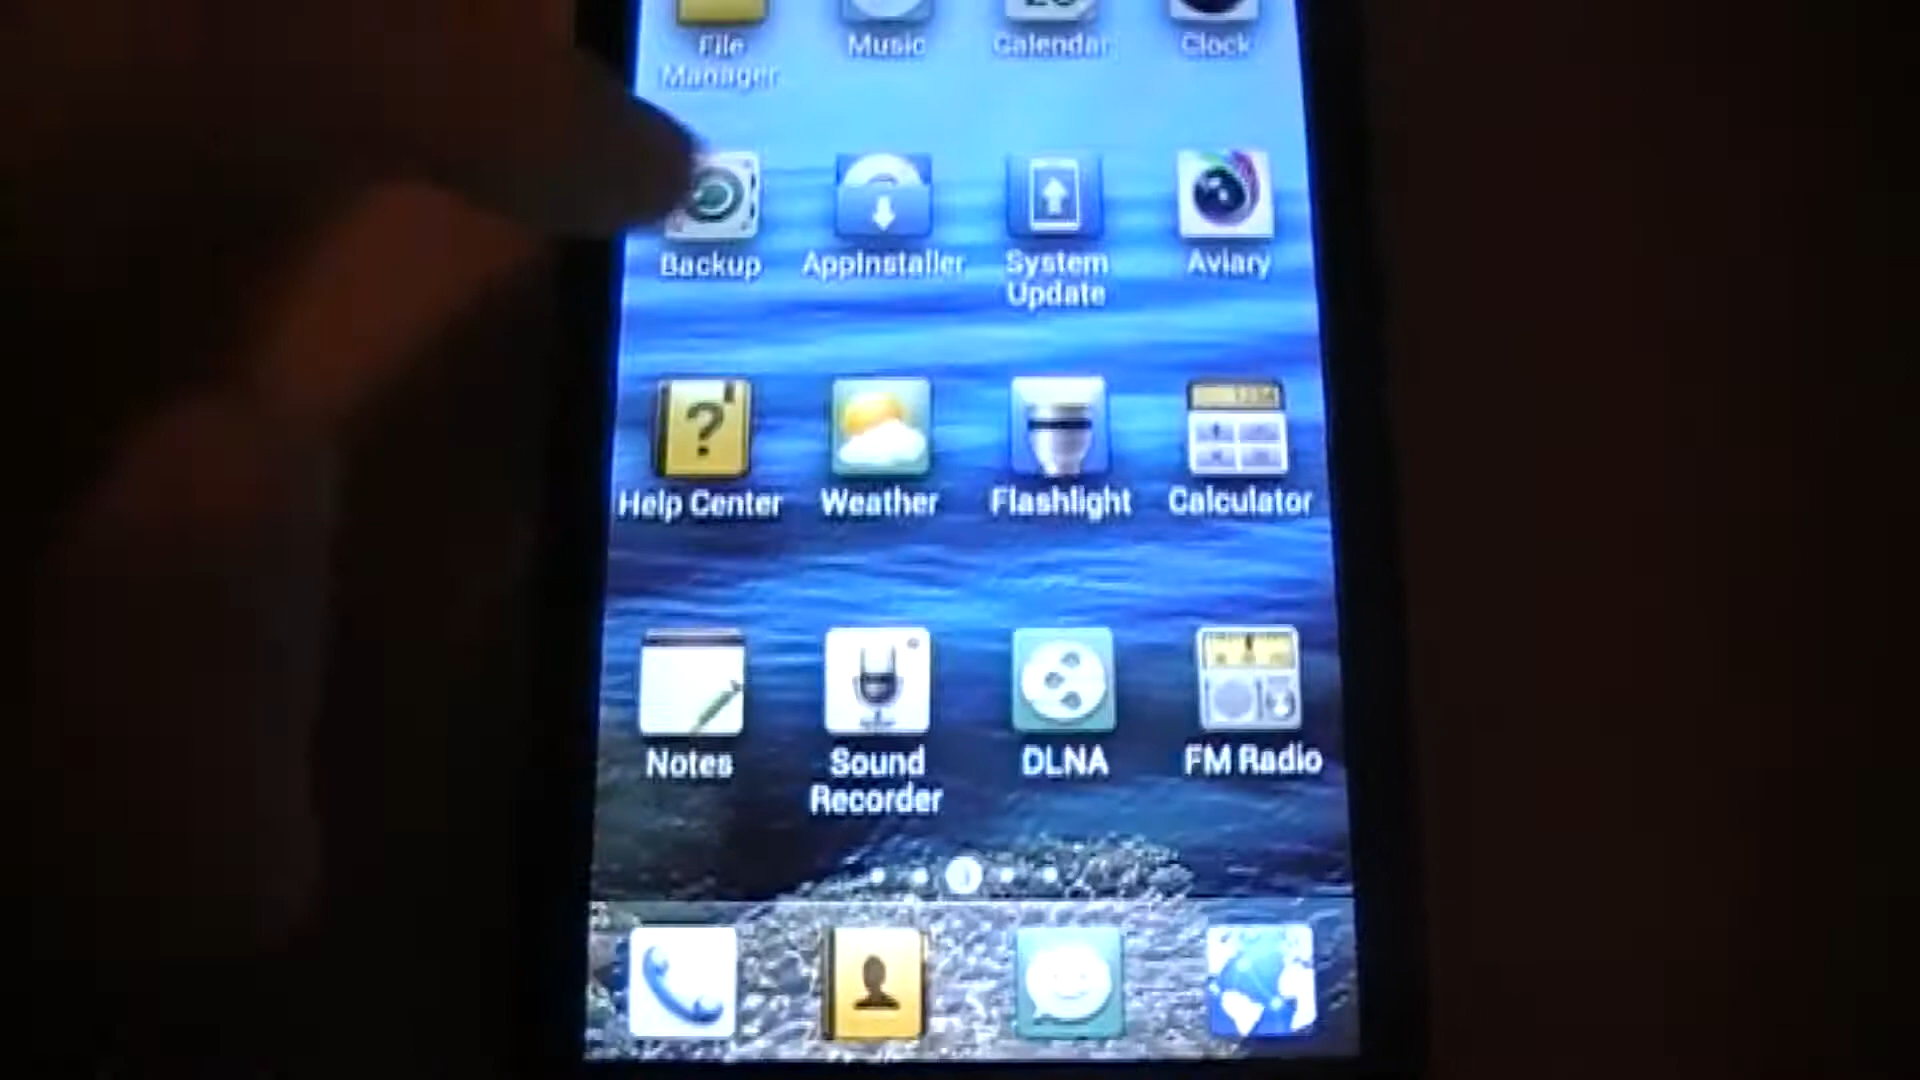 File
Manager
Music
Calendar
Clock
Backup
AppInstaller
System
Update
Aviary
Help Center
Weather
Flashlight
Calculator
Notes
Sound
Recorder
DLNA
FM Radio